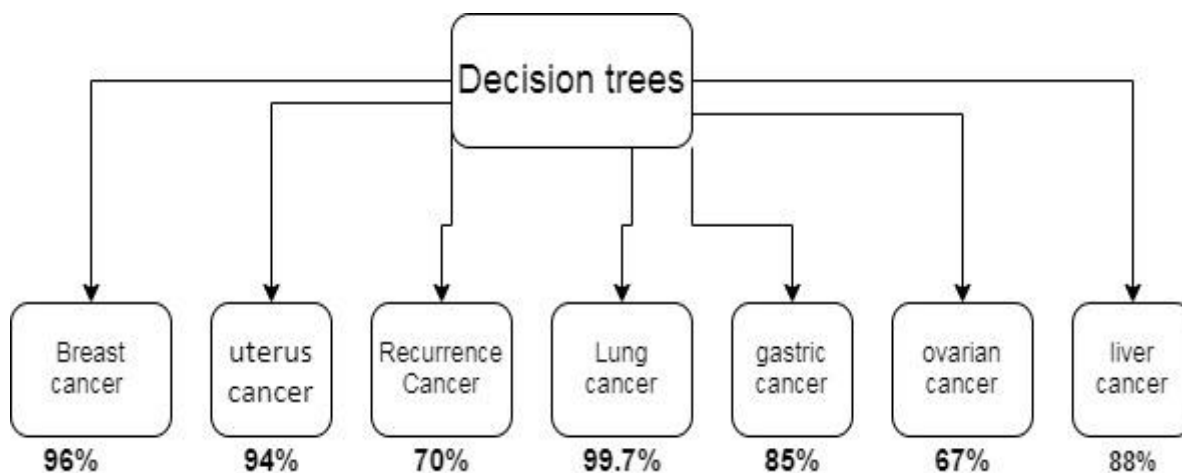 Decision trees
Breast
cancer
uterus
cancer
Recurrence
Cancer
Lung
cancer
gastric
cancer
ovarian
cancer
liver
cancer
96%
94%
70%
99.7%
85%
67%
88%